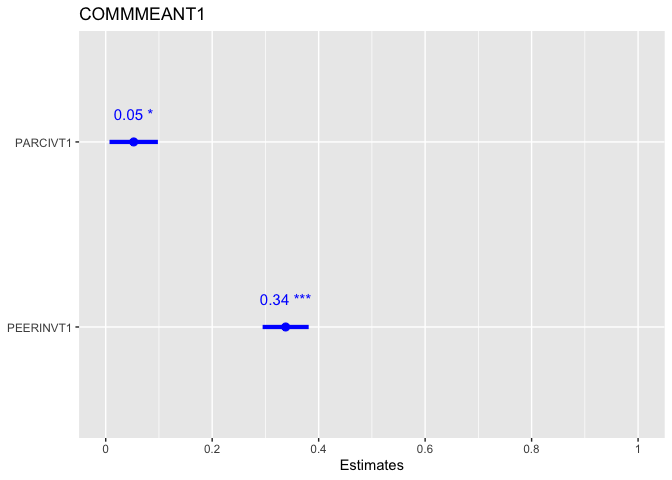 COMMMEANT1
0.05 *
PARCIVT1
0.34 ***
PEERINVT1
0 0.2 0.4 0.6 0.8 1
Estimates